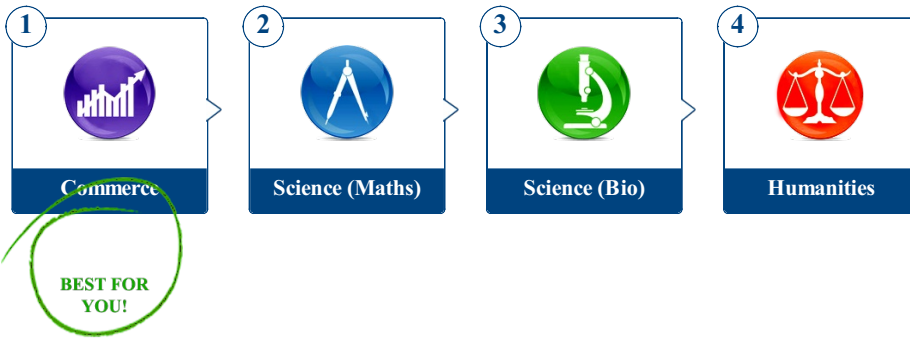 1
2
3
4
Commerce
Science (Maths)
Science (Bio)
Humanities
BEST FOR
YOU!